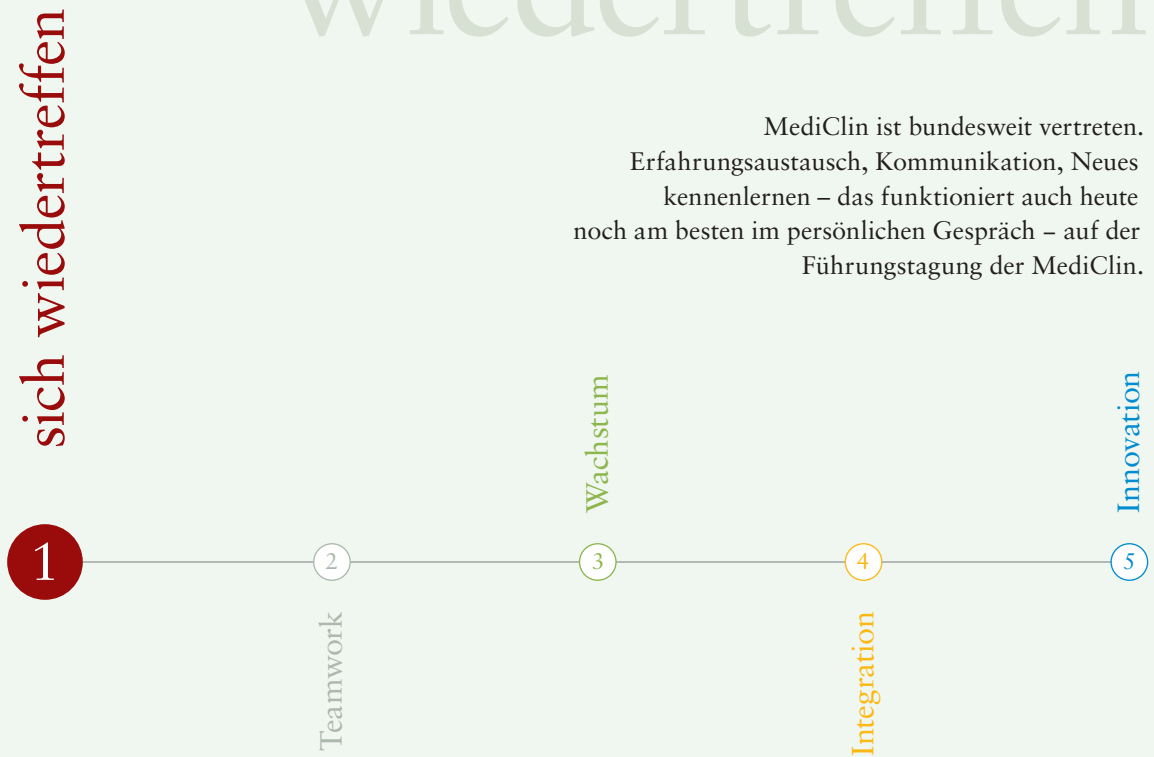 wiedertreffen
sich wiedertreffen
MediClin ist bundesweit vertreten.
Erfahrungsaustausch, Kommunikation, Neues
kennenlernen – das funktioniert auch heute
noch am besten im persönlichen Gespräch – auf der
Führungstagung der MediClin.
1
2
Teamwork
3
Wachstum
4
Integration
5
Innovation